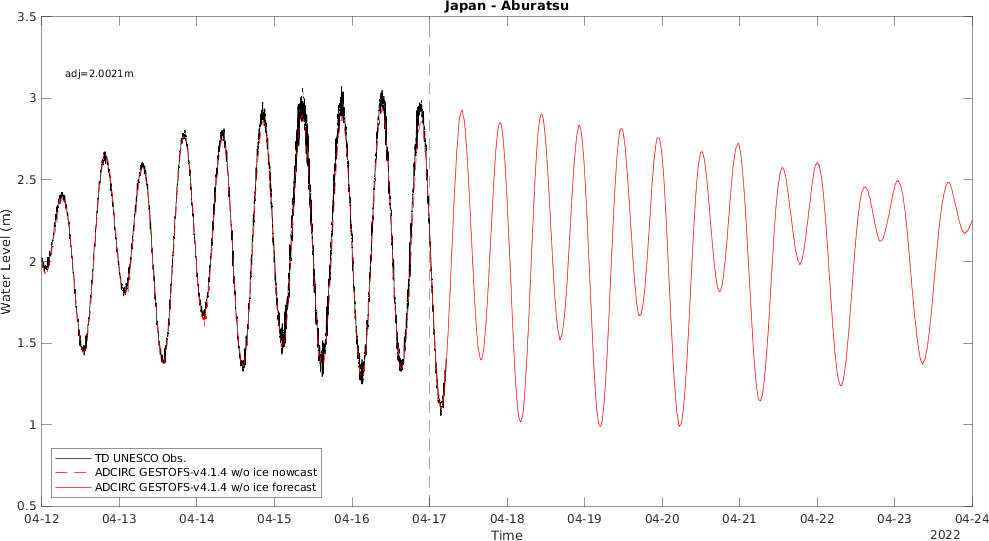 Japan - Aburatsu
3.5
adj=2.0021m
3
2.5
2
1.5
1
0.5
Water Level (m)
TD UNESCO Obs.
ADCIRC GESTOFS-v4.1.4 w/o ice nowcast
ADCIRC GESTOFS-v4.1.4 w/o ice forecast
04-12 04-13 04-14 04-15 04-16 04-17 04-18 04-19 04-20 04-21 04-22 04-23 04-24
Time
2022